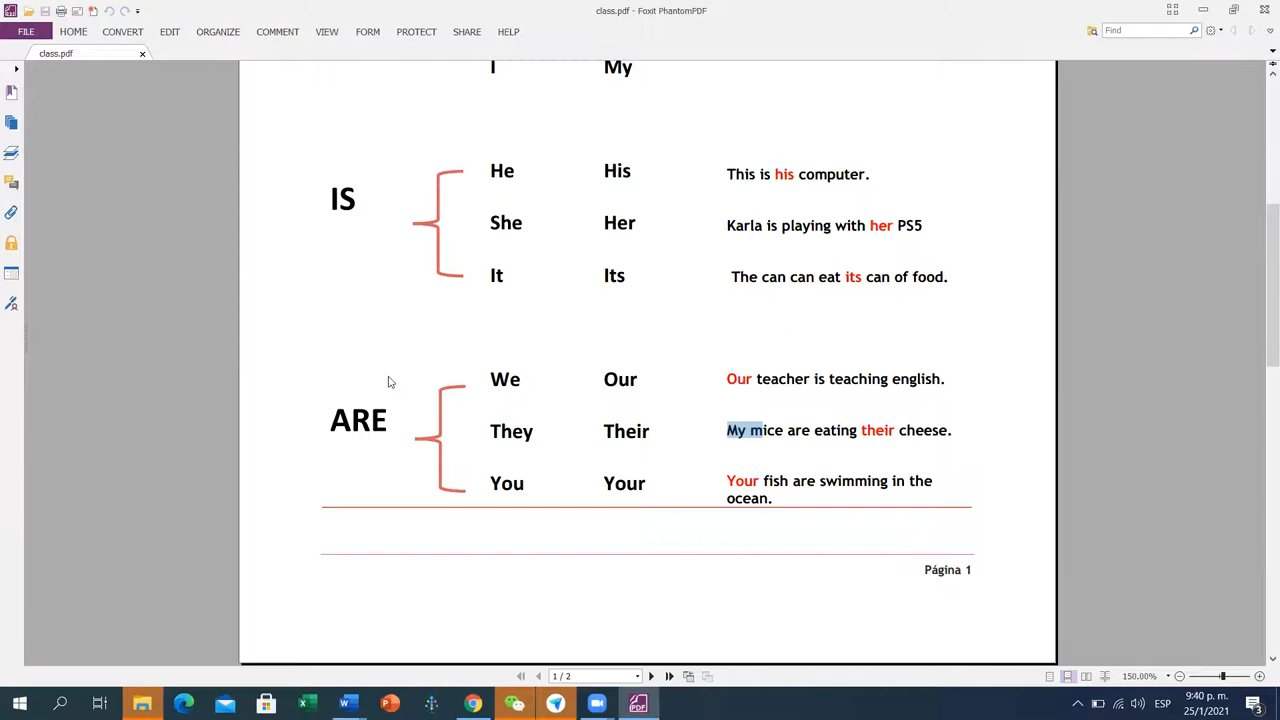 class.pdf - Foxit PhantomPDF
FILE HOME CONVERT EDIT ORGANIZE COMMENT VIEW FORM PROTECT SHARE HELP
Find
class.pdf
I My
He His This is his computer.
IS
She Her Karla is playing with her PS5
It Its The can can eat its can of food.
We Our Our teacher is teaching english.
ARE
They Their My mice are eating their cheese.
You Your Your fish are swimming in the
ocean.
Página 1
1 / 2
150.00%
ESP
9:40 p. m.
25/1/2021
3